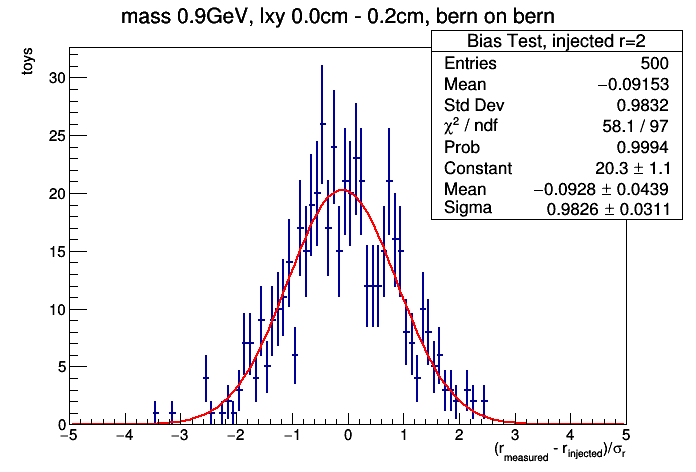 mass 0.9GeV, lxy 0.0cm - 0.2cm, bern on bern
toys
Bias Test, injected r=2
Entries 500
Mean −0.09153
Std Dev 0.9832
χ² / ndf 58.1 / 97
Prob 0.9994
Constant 20.3 ± 1.1
Mean −0.0928 ± 0.0439
Sigma 0.9826 ± 0.0311
30
25
20
15
10
5
0
−5 −4 −3 −2 −1 0 1 2 3 4 5
(r_measured - r_injected)/σ_r